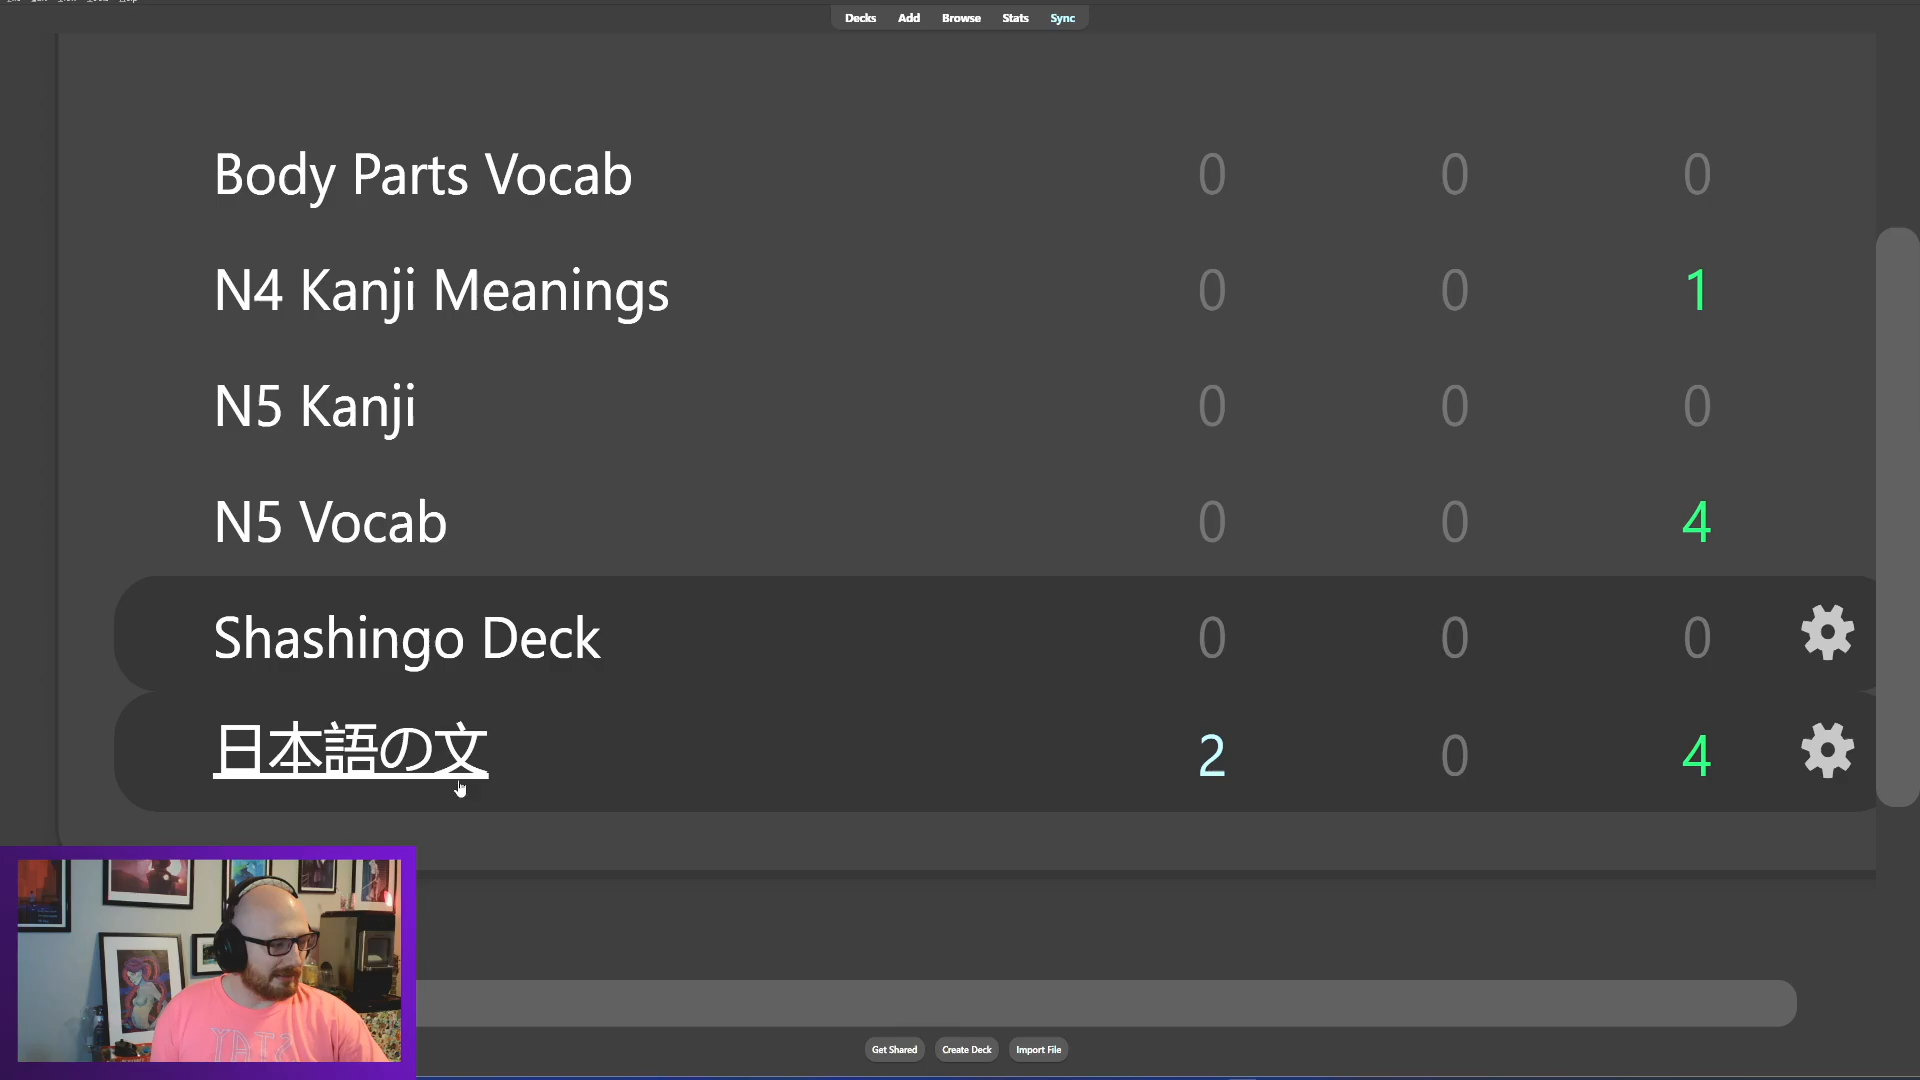 Decks Add Browse Stats Sync
Body Parts Vocab 0 0 0
N4 Kanji Meanings 0 0 1
N5 Kanji 0 0 0
N5 Vocab 0 0 4
Shashingo Deck 0 0 0
日本語の文 2 0 4
Get Shared Create Deck Import File